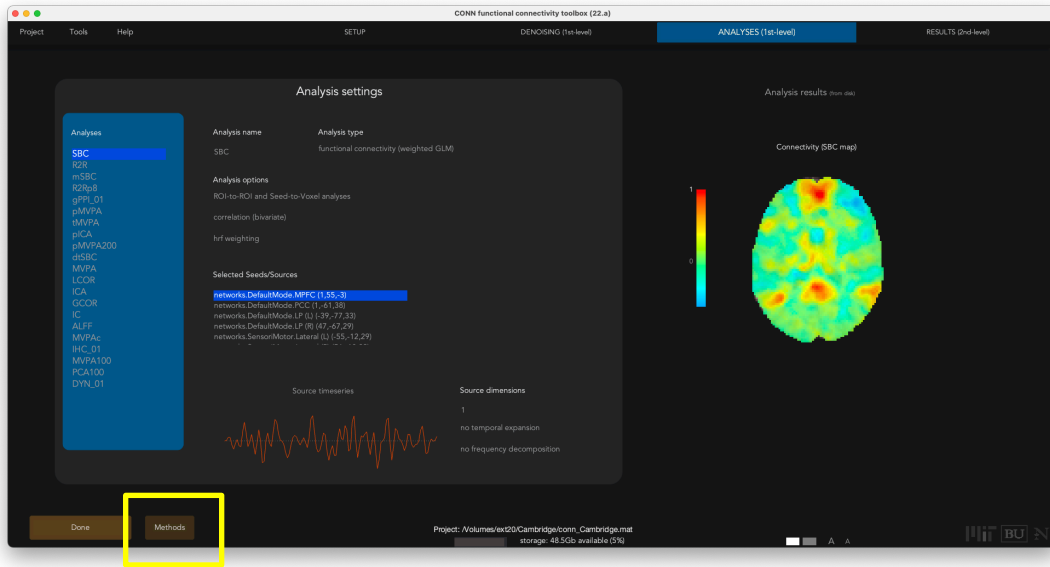 CONN functional connectivity toolbox (22.a)
Project Tools Help SETUP DENOISING (1st-level) ANALYSES (1st-level) RESULTS (2nd-level)
Analysis settings
Analyses
SBC
R2R
mSBC
R2Rp8
gPPI_01
pMVPA
tMVPA
pICA
pMVPA200
dtSBC
MVPA
LCOR
ICA
GCOR
IC
ALFF
MVPAc
IHC_01
MVPA100
PCA100
DYN_01
Analysis name Analysis type
SBC functional connectivity (weighted GLM)
Analysis options
ROI-to-ROI and Seed-to-Voxel analyses
correlation (bivariate)
hrf weighting
Selected Seeds/Sources
networks.DefaultMode.MPFC (1,55,-3)
networks.DefaultMode.PCC (1,-61,38)
networks.DefaultMode.LP (L) (-39,-77,33)
networks.DefaultMode.LP (R) (47,-67,29)
networks.SensoriMotor.Lateral (L) (-55,-12,29)
Source timeseries
Source dimensions
1
no temporal expansion
no frequency decomposition
Analysis results (from disk)
Connectivity (SBC map)
1
0
Done Methods
Project: /Volumes/ext20/Cambridge/conn_Cambridge.mat
storage: 48.5Gb available (5%)
A A
BU N